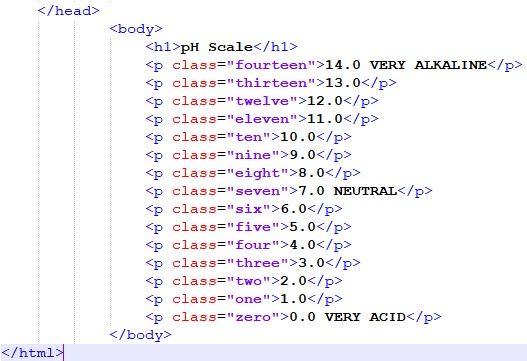 </head>
<body>
<h1>pH Scale</h1>
<p class="fourteen">14.0 VERY ALKALINE</p>
<p class="thirteen">13.0</p>
<p class="twelve">12.0</p>
<p class="eleven">11.0</p>
<p class="ten">10.0</p>
<p class="nine">9.0</p>
<p class="eight">8.0</p>
<p class="seven">7.0 NEUTRAL</p>
<p class="six">6.0</p>
<p class="five">5.0</p>
<p class="four">4.0</p>
<p class="three">3.0</p>
<p class="two">2.0</p>
<p class="one">1.0</p>
<p class="zero">0.0 VERY ACID</p>
</body>
</html>